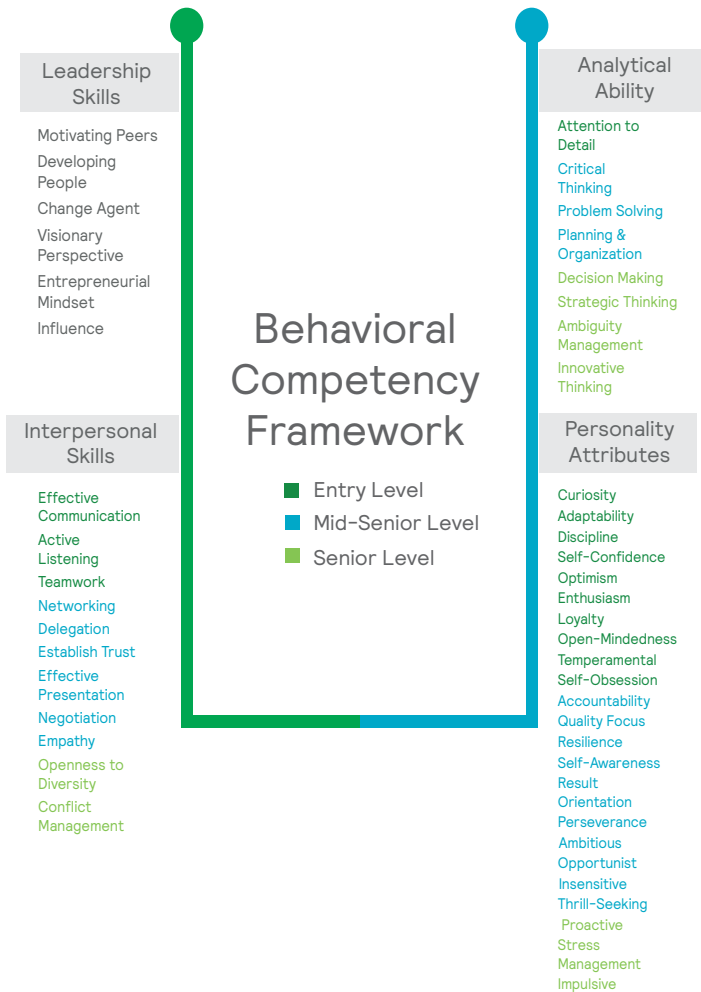 Leadership
Skills
Motivating Peers
Developing
People
Change Agent
Visionary
Perspective
Entrepreneurial
Mindset
Influence
Interpersonal
Skills
Effective
Communication
Active
Listening
Teamwork
Networking
Delegation
Establish Trust
Effective
Presentation
Negotiation
Empathy
Openness to
Diversity
Conflict
Management
Behavioral
Competency
Framework
Entry Level
Mid-Senior Level
Senior Level
Analytical
Ability
Attention to
Detail
Critical
Thinking
Problem Solving
Planning &
Organization
Decision Making
Strategic Thinking
Ambiguity
Management
Innovative
Thinking
Personality
Attributes
Curiosity
Adaptability
Discipline
Self-Confidence
Optimism
Enthusiasm
Loyalty
Open-Mindedness
Temperamental
Self-Obsession
Accountability
Quality Focus
Resilience
Self-Awareness
Result
Orientation
Perseverance
Ambitious
Opportunist
Insensitive
Thrill-Seeking
Proactive
Stress
Management
Impulsive